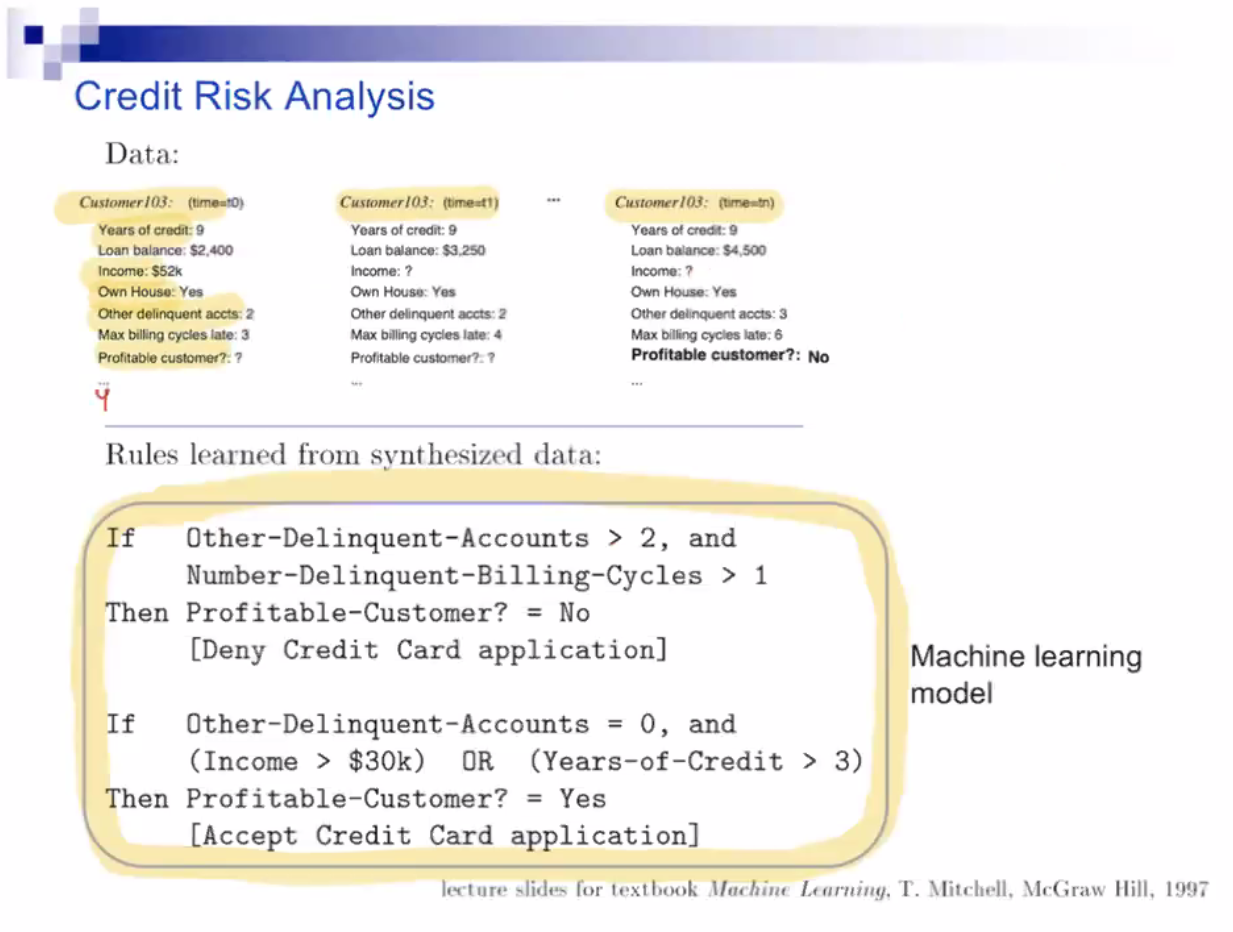 Credit Risk Analysis
Data:
Customer103: (time=t0)
Years of credit: 9
Loan balance: $2,400
Income: $52k
Own House: Yes
Other delinquent accts: 2
Max billing cycles late: 3
Profitable customer?: ?
...
Customer103: (time=t1)
Years of credit: 9
Loan balance: $3,250
Income: ?
Own House: Yes
Other delinquent accts: 2
Max billing cycles late: 4
Profitable customer?: ?
...
...
Customer103: (time=tn)
Years of credit: 9
Loan balance: $4,500
Income: ?
Own House: Yes
Other delinquent accts: 3
Max billing cycles late: 6
Profitable customer?: No
...
Rules learned from synthesized data:
If Other-Delinquent-Accounts > 2, and
Number-Delinquent-Billing-Cycles > 1
Then Profitable-Customer? = No
[Deny Credit Card application]
If Other-Delinquent-Accounts = 0, and
(Income > $30k) OR (Years-of-Credit > 3)
Then Profitable-Customer? = Yes
[Accept Credit Card application]
Machine learning
model
lecture slides for textbook Machine Learning, T. Mitchell, McGraw Hill, 1997